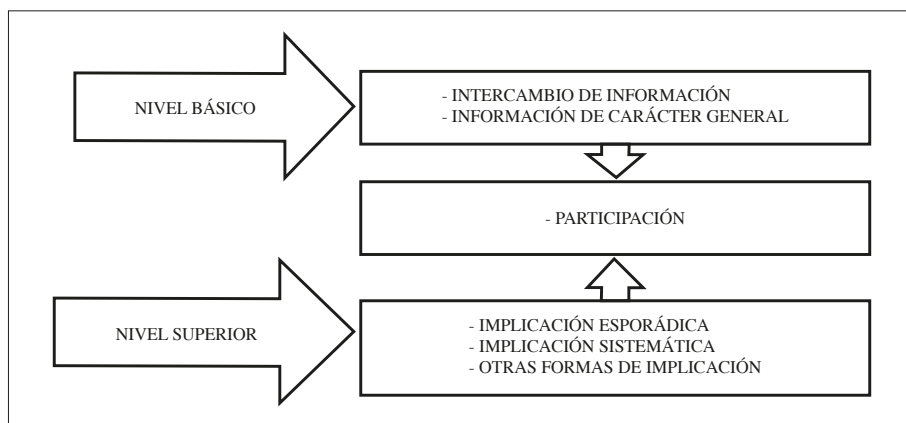 NIVEL BÁSICO
- INTERCAMBIO DE INFORMACIÓN
- INFORMACIÓN DE CARÁCTER GENERAL
- PARTICIPACIÓN
NIVEL SUPERIOR
- IMPLICACIÓN ESPORÁDICA
- IMPLICACIÓN SISTEMÁTICA
- OTRAS FORMAS DE IMPLICACIÓN